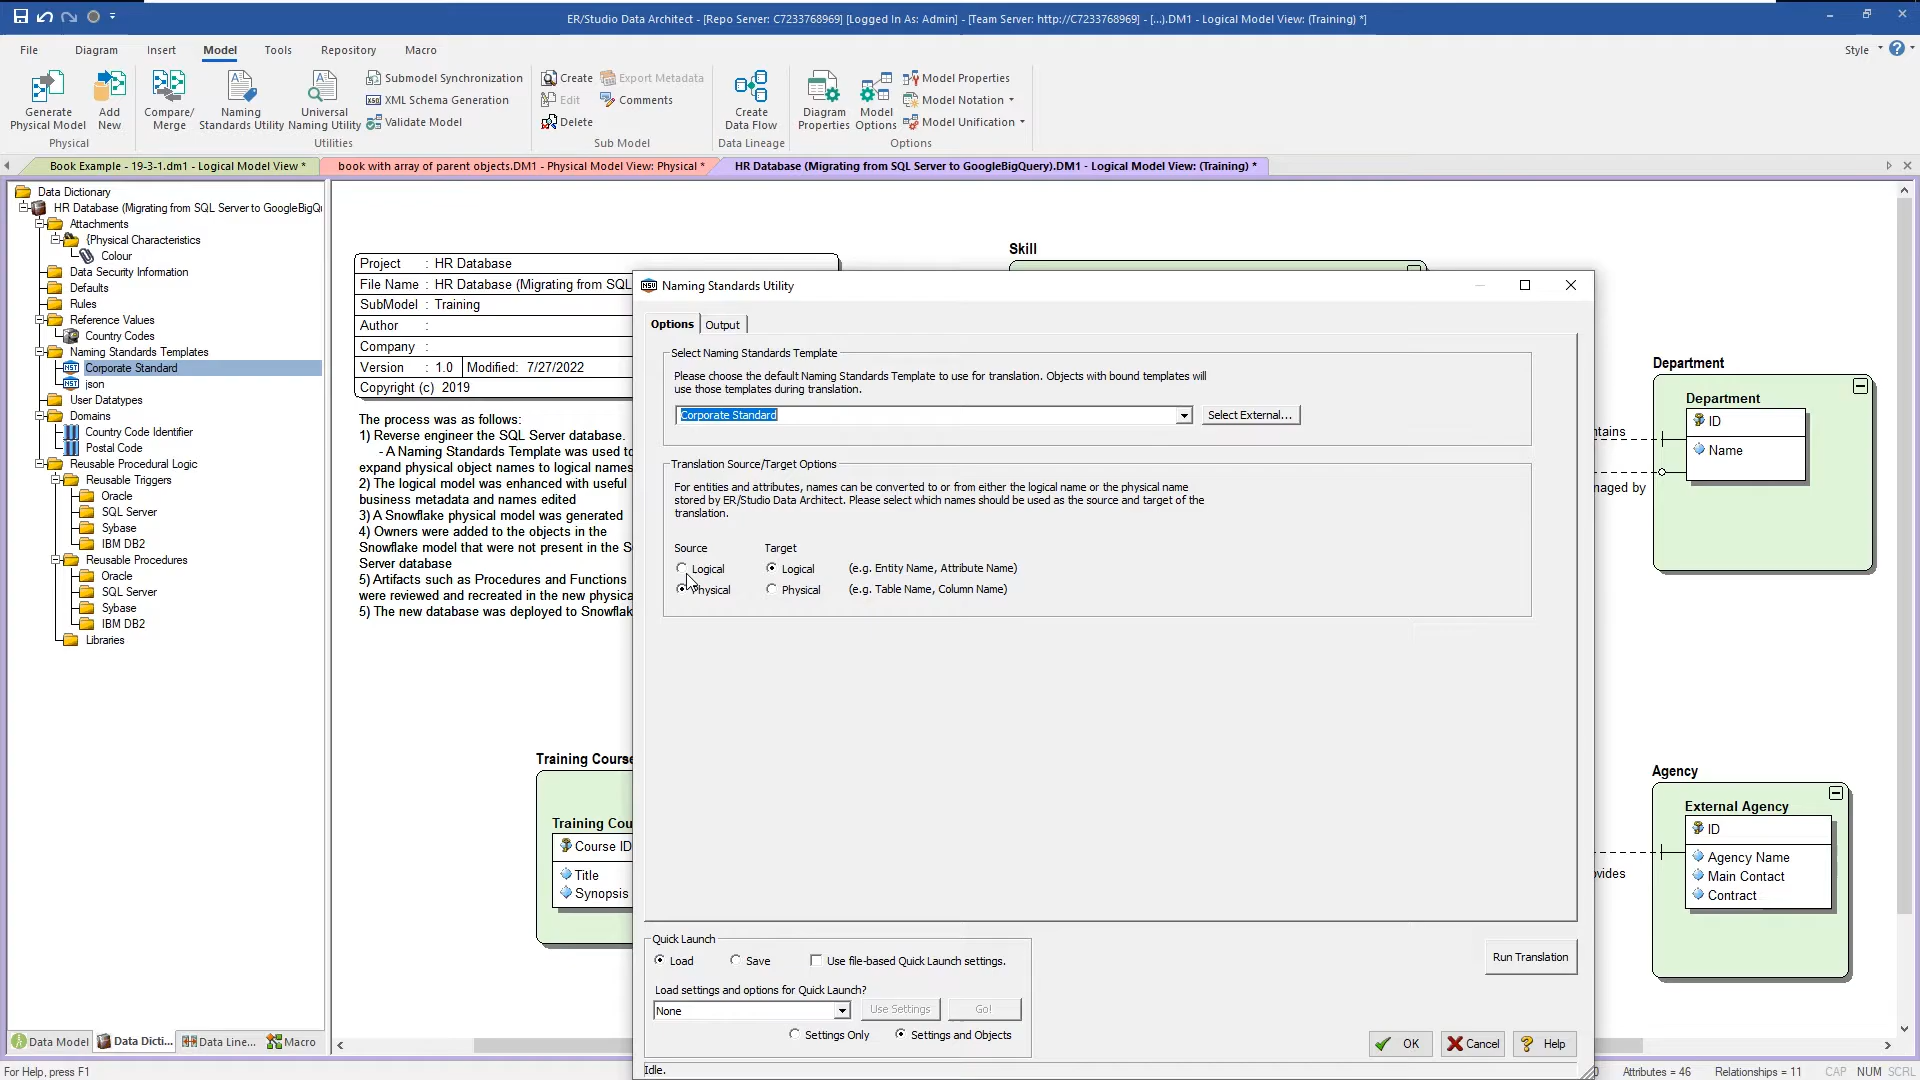 ER/Studio Data Architect - [Repo Server: C7233768969] [Logged In As: Admin] - [Team Server: http://C7233768969] - [...).DM1 - Logical Model View: (Training) *]
File Diagram Insert Model Tools Repository Macro Style
Generate Physical Model
Add New
Physical
Compare/ Merge
Naming Standards Utility
Universal Naming Utility
Submodel Synchronization
XML Schema Generation
Validate Model
Utilities
Create
Edit
Delete
Export Metadata
Comments
Sub Model
Create Data Flow
Data Lineage
Diagram Properties
Model Options
Model Properties
Model Notation
Model Unification
Options
Book Example - 19-3-1.dm1 - Logical Model View *
book with array of parent objects.DM1 - Physical Model View: Physical *
HR Database (Migrating from SQL Server to GoogleBigQuery).DM1 - Logical Model View: (Training) *
Data Dictionary
HR Database (Migrating from SQL Server to GoogleBigQu
Attachments
{Physical Characteristics
Colour
Data Security Information
Defaults
Rules
Reference Values
Country Codes
Naming Standards Templates
Corporate Standard
json
User Datatypes
Domains
Country Code Identifier
Postal Code
Reusable Procedural Logic
Reusable Triggers
Oracle
SQL Server
Sybase
IBM DB2
Reusable Procedures
Oracle
SQL Server
Sybase
IBM DB2
Libraries
Data Model
Data Dicti...
Data Line...
Macro
Project : HR Database
File Name : HR Database (Migrating from SQL
SubModel : Training
Author :
Company :
Version : 1.0 Modified: 7/27/2022
Copyright (c) 2019
The process was as follows:
1) Reverse engineer the SQL Server database.
- A Naming Standards Template was used to
expand physical object names to logical names
2) The logical model was enhanced with useful
business metadata and names edited
3) A Snowflake physical model was generated
4) Owners were added to the objects in the
Snowflake model that were not present in the S
Server database
5) Artifacts such as Procedures and Functions
were reviewed and recreated in the new physica
5) The new database was deployed to Snowflak
Skill
Training Course
Training Cou
Course ID
Title
Synopsis
Naming Standards Utility
Options
Output
Select Naming Standards Template
Please choose the default Naming Standards Template to use for translation. Objects with bound templates will
use those templates during translation.
Corporate Standard
Select External...
Translation Source/Target Options
For entities and attributes, names can be converted to or from either the logical name or the physical name
stored by ER/Studio Data Architect. Please select which names should be used as the source and target of the
translation.
Source Target
Logical Logical (e.g. Entity Name, Attribute Name)
Physical Physical (e.g. Table Name, Column Name)
Quick Launch
Load Save Use file-based Quick Launch settings.
Load settings and options for Quick Launch?
None
Use Settings
Go!
Settings Only Settings and Objects
Run Translation
OK
Cancel
Help
Idle.
Department
Department
ID
Name
ntains
naged by
Agency
External Agency
ID
Agency Name
Main Contact
Contract
vides
For Help, press F1
Attributes = 46 Relationships = 11 CAP NUM SCRL